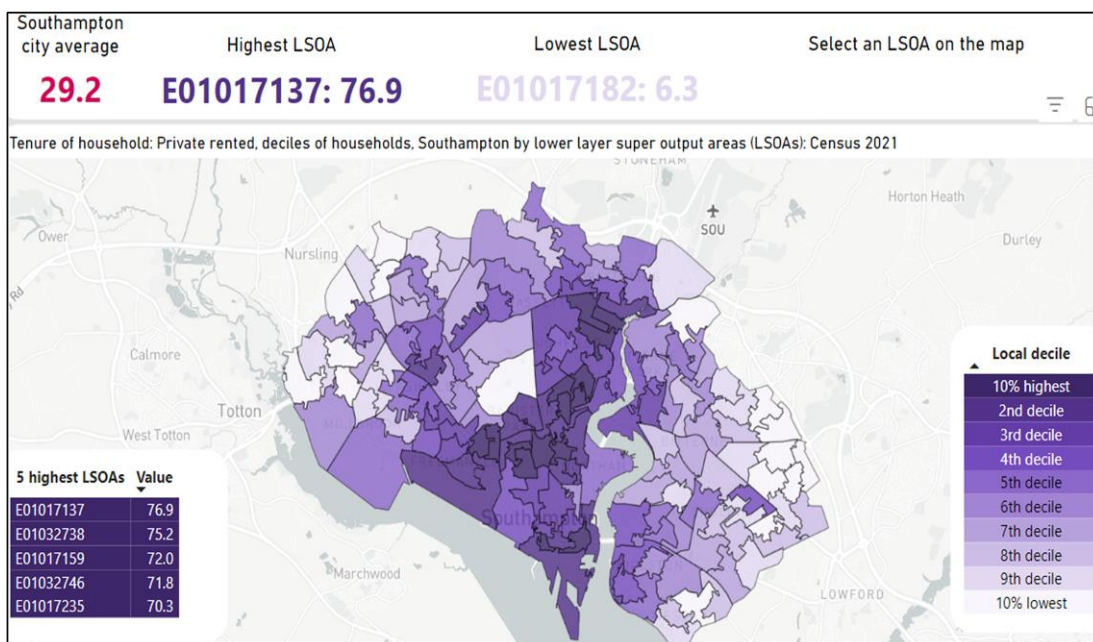 Southampton
city average
29.2
Highest LSOA
E01017137: 76.9
Lowest LSOA
E01017182: 6.3
Select an LSOA on the map
Tenure of household: Private rented, deciles of households, Southampton by lower layer super output areas (LSOAs): Census 2021
STONEHAM
Horton Heath
SOU
Ower
Nursling
Durley
Rd
Calmore
Totton
West Totton
Southampton
Marchwood
LOWFORD
5 highest LSOAs Value
E01017137 76.9
E01032738 75.2
E01017159 72.0
E01032746 71.8
E01017235 70.3
Local decile
10% highest
2nd decile
3rd decile
4th decile
5th decile
6th decile
7th decile
8th decile
9th decile
10% lowest